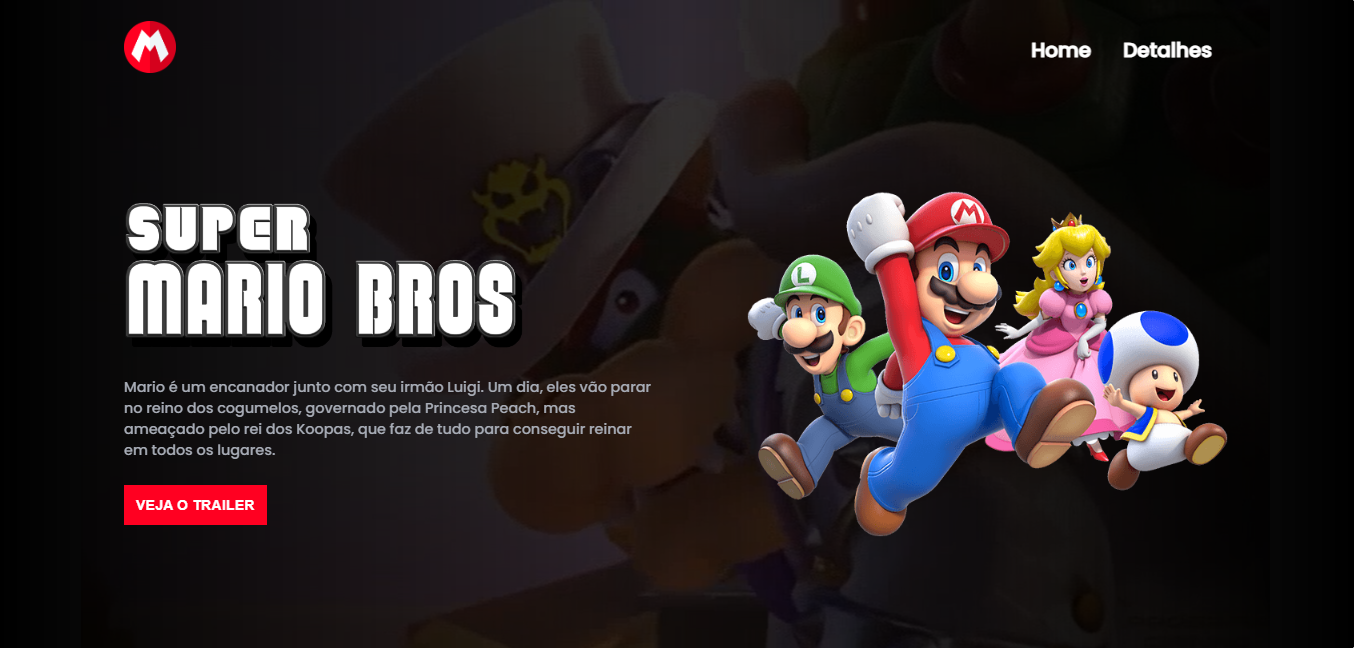 M
Home Detalhes
SUPER
MARIO BROS
M
L
Mario é um encanador junto com seu irmão Luigi. Um dia, eles vão parar
no reino dos cogumelos, governado pela Princesa Peach, mas
ameaçado pelo rei dos Koopas, que faz de tudo para conseguir reinar
em todos os lugares.
VEJA O TRAILER